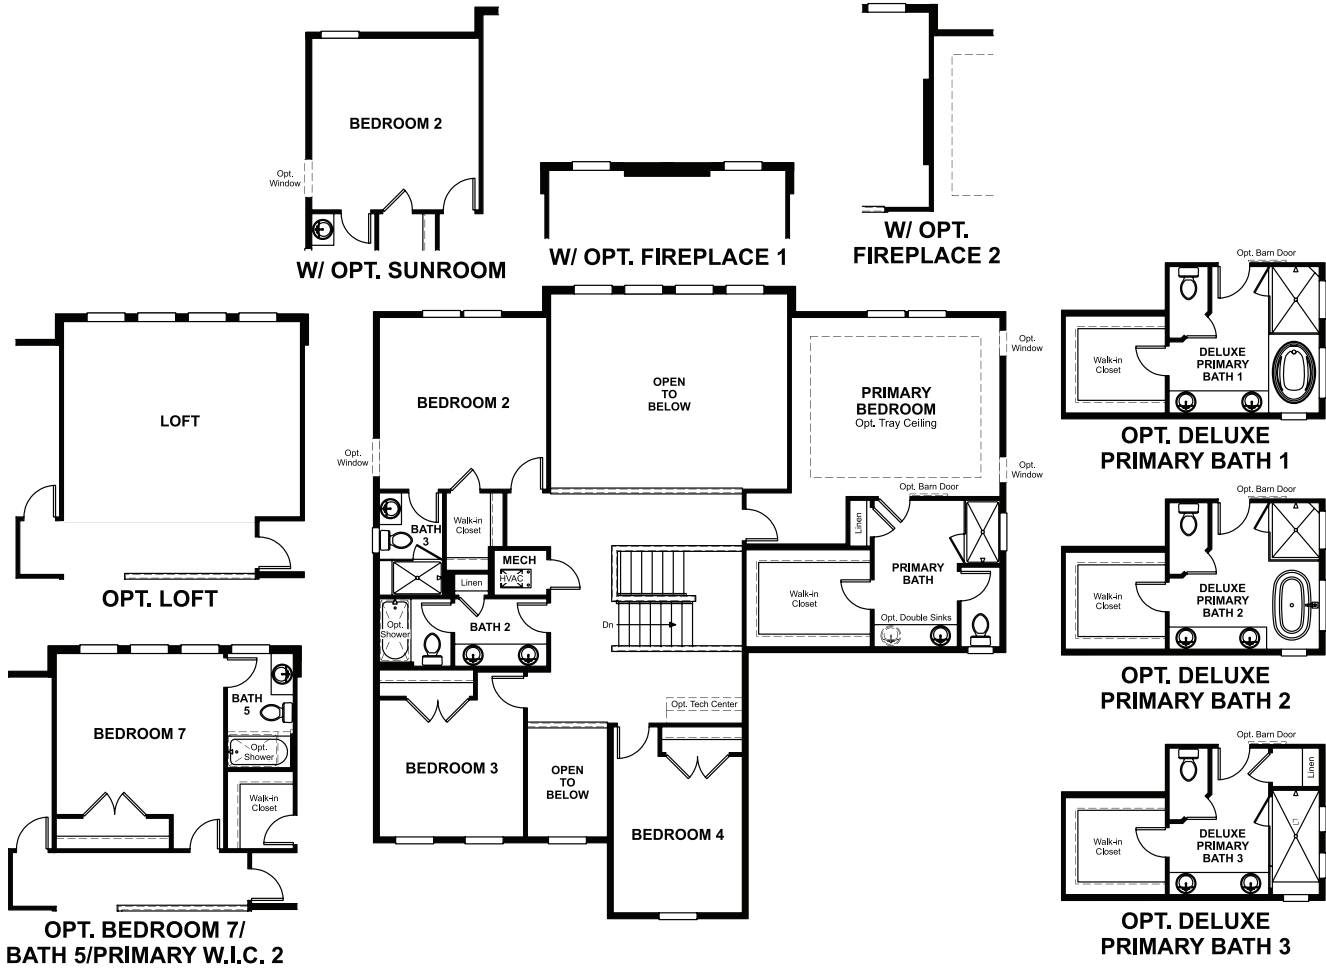 BEDROOM 2
Opt.
Window
W/ OPT. SUNROOM
W/ OPT. FIREPLACE 1
W/ OPT.
FIREPLACE 2
LOFT
OPT. LOFT
BEDROOM 2
Opt.
Window
OPEN
TO
BELOW
PRIMARY
BEDROOM
Opt. Tray Ceiling
Opt.
Window
Opt.
Window
Opt. Barn Door
BATH
3
Walk-in
Closet
MECH
HVAC
Linen
Opt.
Shower
BATH 2
Dn
Linen
PRIMARY
BATH
Walk-in
Closet
Opt. Double Sinks
Opt. Tech Center
BEDROOM 3
OPEN
TO
BELOW
BEDROOM 4
BEDROOM 7
BATH
5
Opt.
Shower
Walk-in
Closet
OPT. BEDROOM 7/
BATH 5/PRIMARY W.I.C. 2
Opt. Barn Door
Walk-in
Closet
DELUXE
PRIMARY
BATH 1
OPT. DELUXE
PRIMARY BATH 1
Opt. Barn Door
Walk-in
Closet
DELUXE
PRIMARY
BATH 2
OPT. DELUXE
PRIMARY BATH 2
Opt. Barn Door
Linen
Walk-in
Closet
DELUXE
PRIMARY
BATH 3
OPT. DELUXE
PRIMARY BATH 3